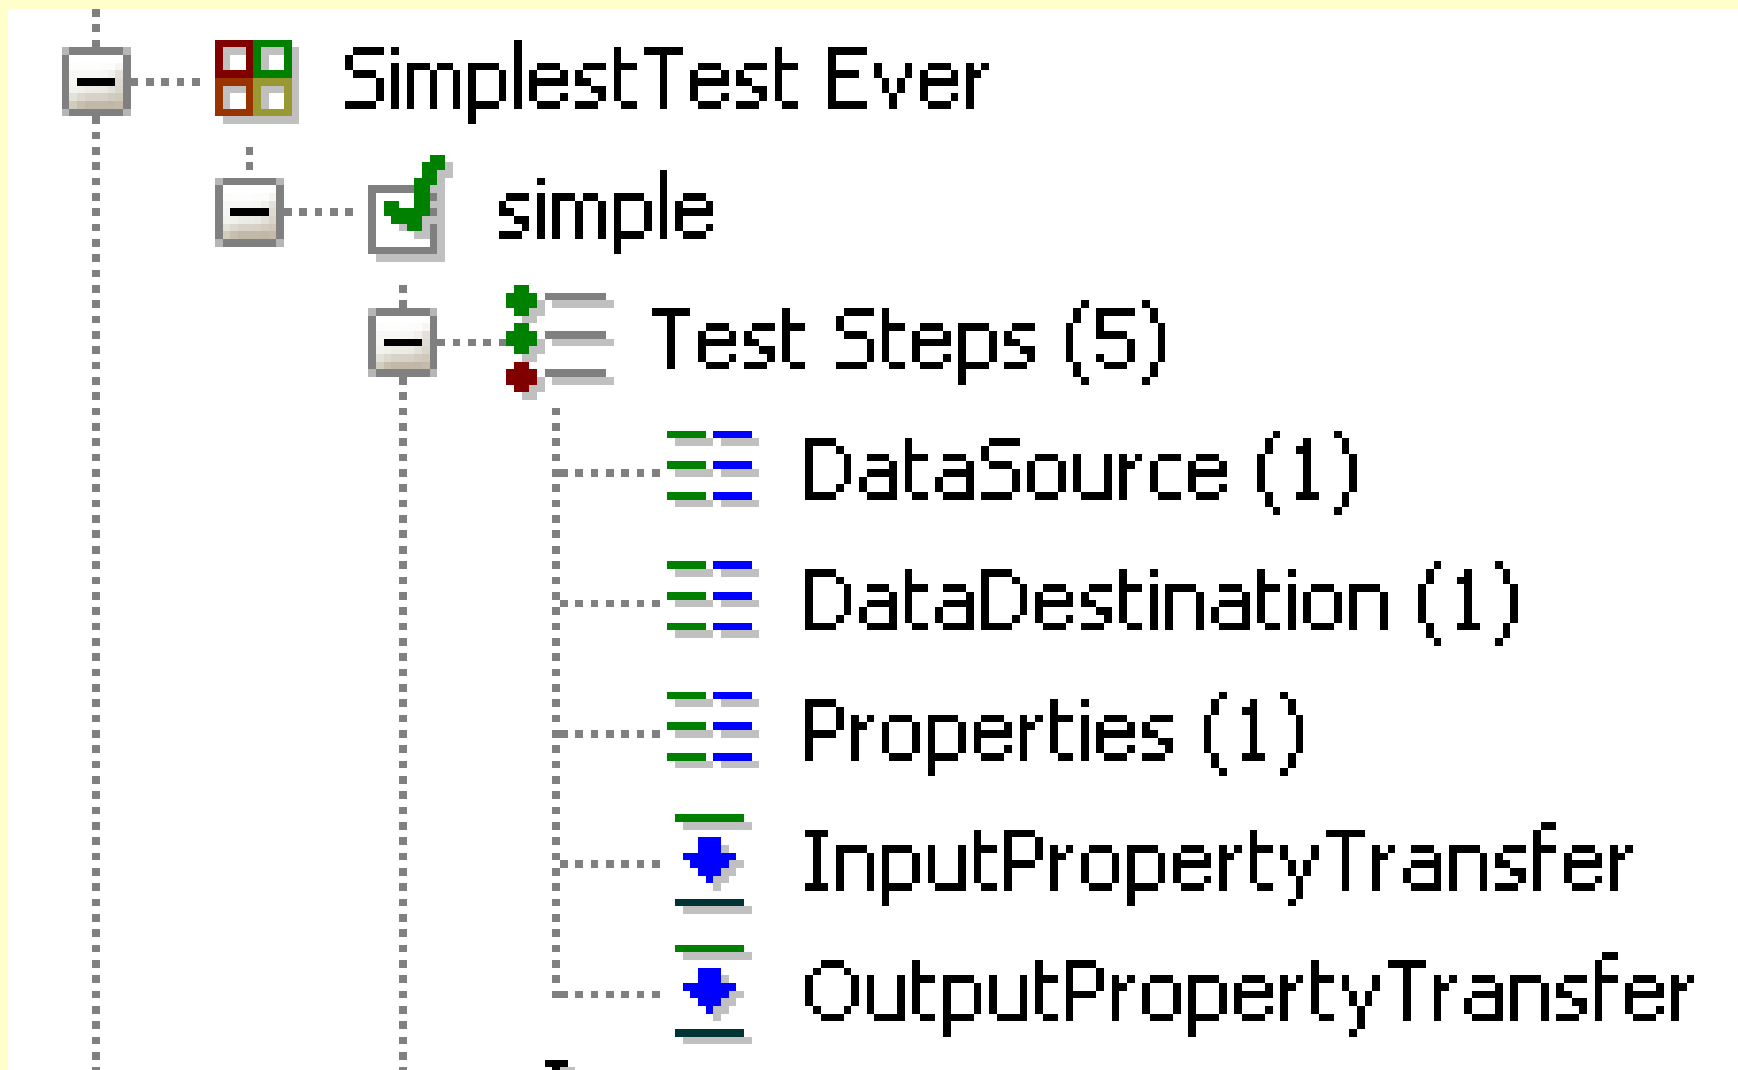 SimplestTest Ever
simple
Test Steps (5)
DataSource (1)
DataDestination (1)
Properties (1)
InputPropertyTransfer
OutputPropertyTransfer